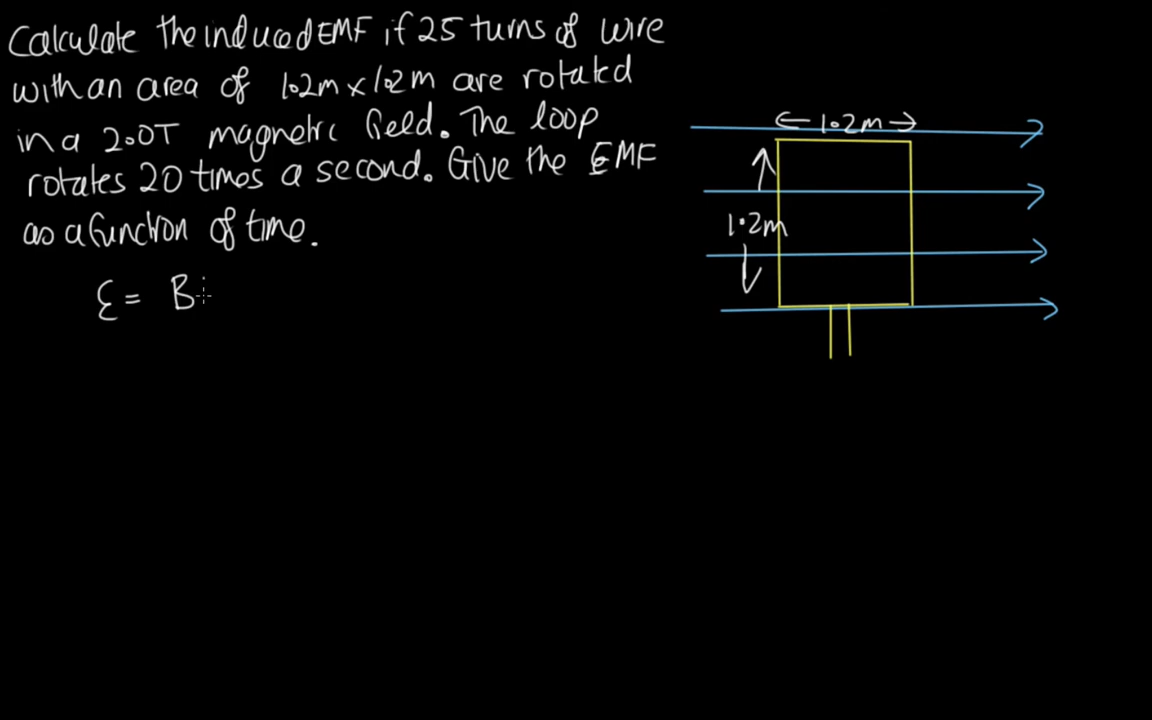 Calculate the induced EMF if 25 turns of wire
with an area of 1.2m x 1.2m are rotated
in a 2.0T magnetic field. The loop
rotates 20 times a second. Give the EMF
as a function of time.
ε = B
← 1.2m →
1.2m